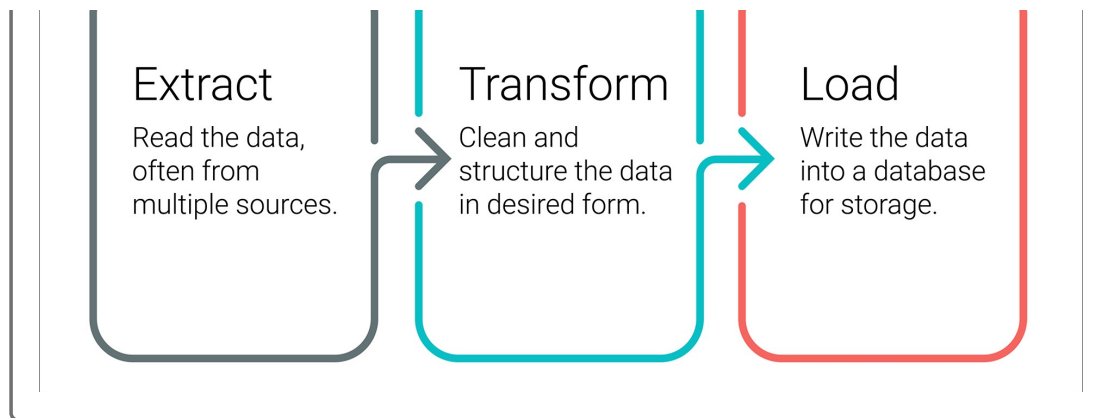 Extract
Read the data,
often from
multiple sources.
Transform
Clean and
structure the data
in desired form.
Load
Write the data
into a database
for storage.